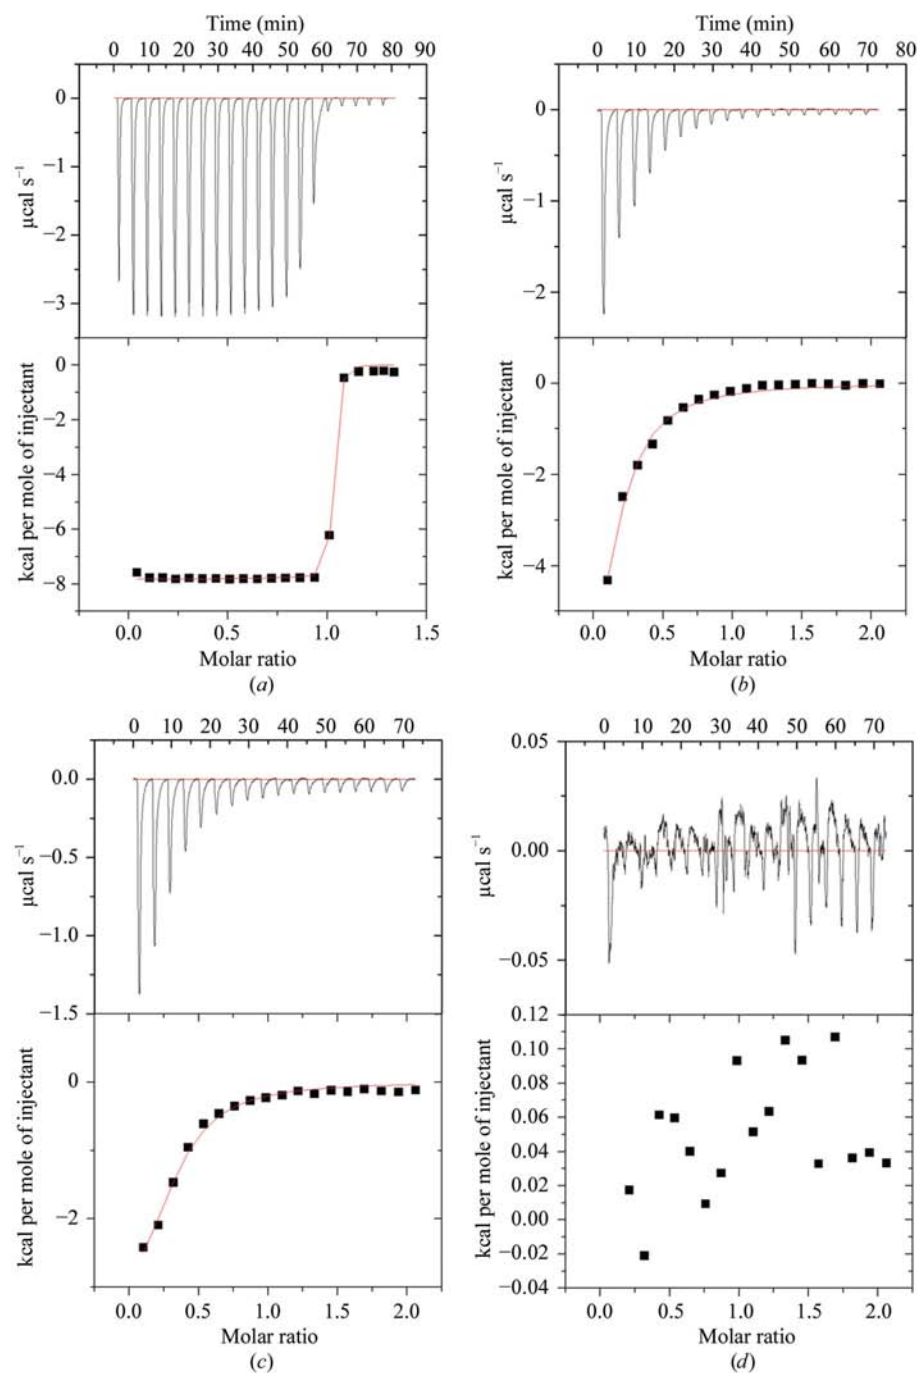 Time (min)
0 10 20 30 40 50 60 70 80 90
0
−1
−2
−3
µcal s⁻¹
0
−2
−4
−6
−8
kcal per mole of injectant
0.0 0.5 1.0 1.5
Molar ratio
(a)
Time (min)
0 15 30 45 60 75
0
−1
−2
µcal s⁻¹
0
−2
−4
kcal per mole of injectant
0.0 0.5 1.0 1.5 2.0
Molar ratio
(b)
0 10 20 30 40 50 60 70
0.0
−0.5
−1.0
−1.5
µcal s⁻¹
0
−2
kcal per mole of injectant
0.0 0.5 1.0 1.5 2.0
Molar ratio
(c)
0 10 20 30 40 50 60 70
0.05
0.00
−0.05
µcal s⁻¹
0.12
0.10
0.08
0.06
0.04
0.02
0.00
−0.02
−0.04
kcal per mole of injectant
0.0 0.5 1.0 1.5 2.0
Molar ratio
(d)